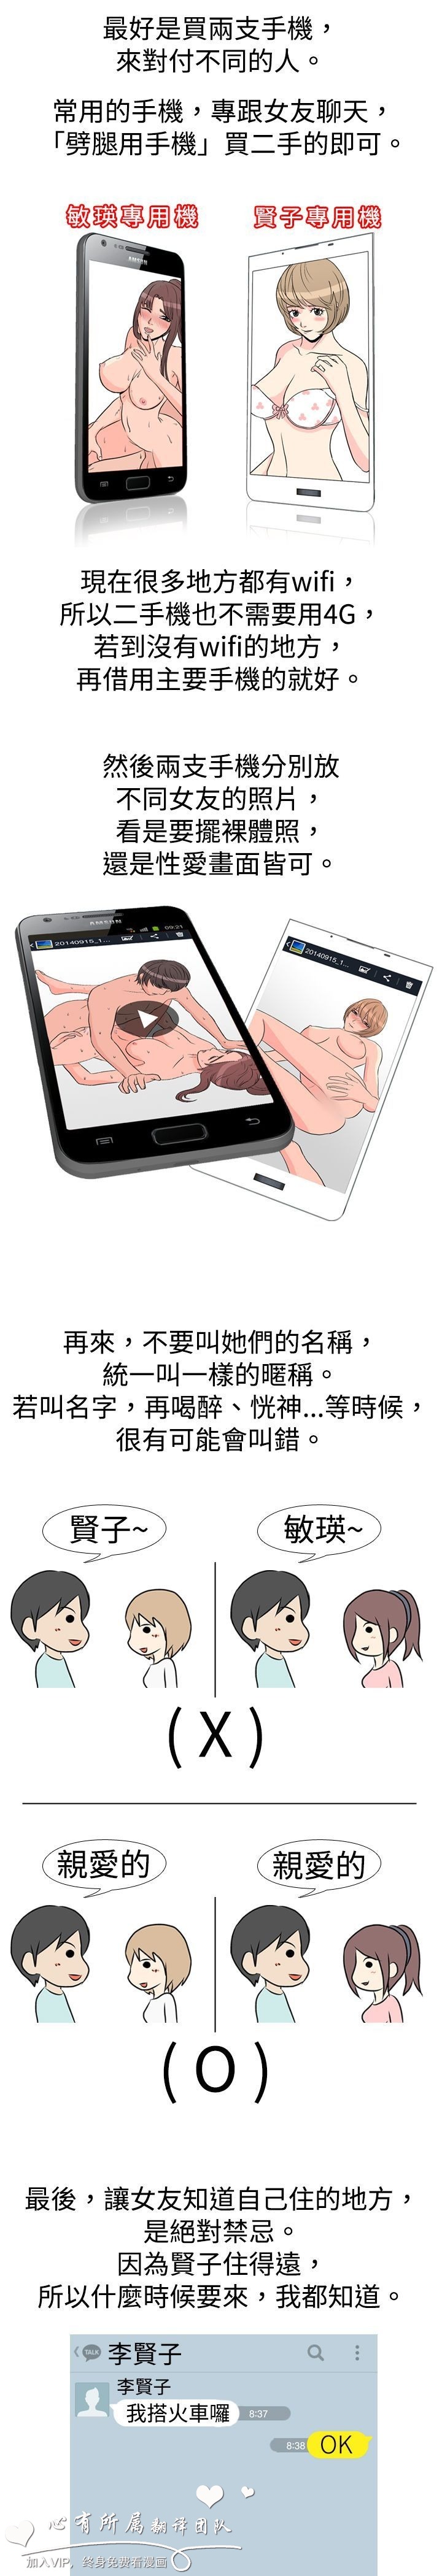 最好是買兩支手機，
來對付不同的人。
常用的手機，專跟女友聊天，
「劈腿用手機」買二手的即可。
敏瑛專用機
賢子專用機
現在很多地方都有wifi，
所以二手機也不需要用4G，
若到沒有wifi的地方，
再借用主要手機的就好。
然後兩支手機分別放
不同女友的照片，
看是要擺裸體照，
還是性愛畫面皆可。
09:21
20140915_1...
20140915_1...
再來，不要叫她們的名稱，
統一叫一樣的暱稱。
若叫名字，再喝醉、恍神...等時候，
很有可能會叫錯。
賢子~
敏瑛~
( X )
親愛的
親愛的
( O )
最後，讓女友知道自己住的地方，
是絕對禁忌。
因為賢子住得遠，
所以什麼時候要來，我都知道。
TALK 李賢子
李賢子
我搭火車囉 8:37
8:38 OK
心有所属翻译团队
加入VIP，终身免费看漫画